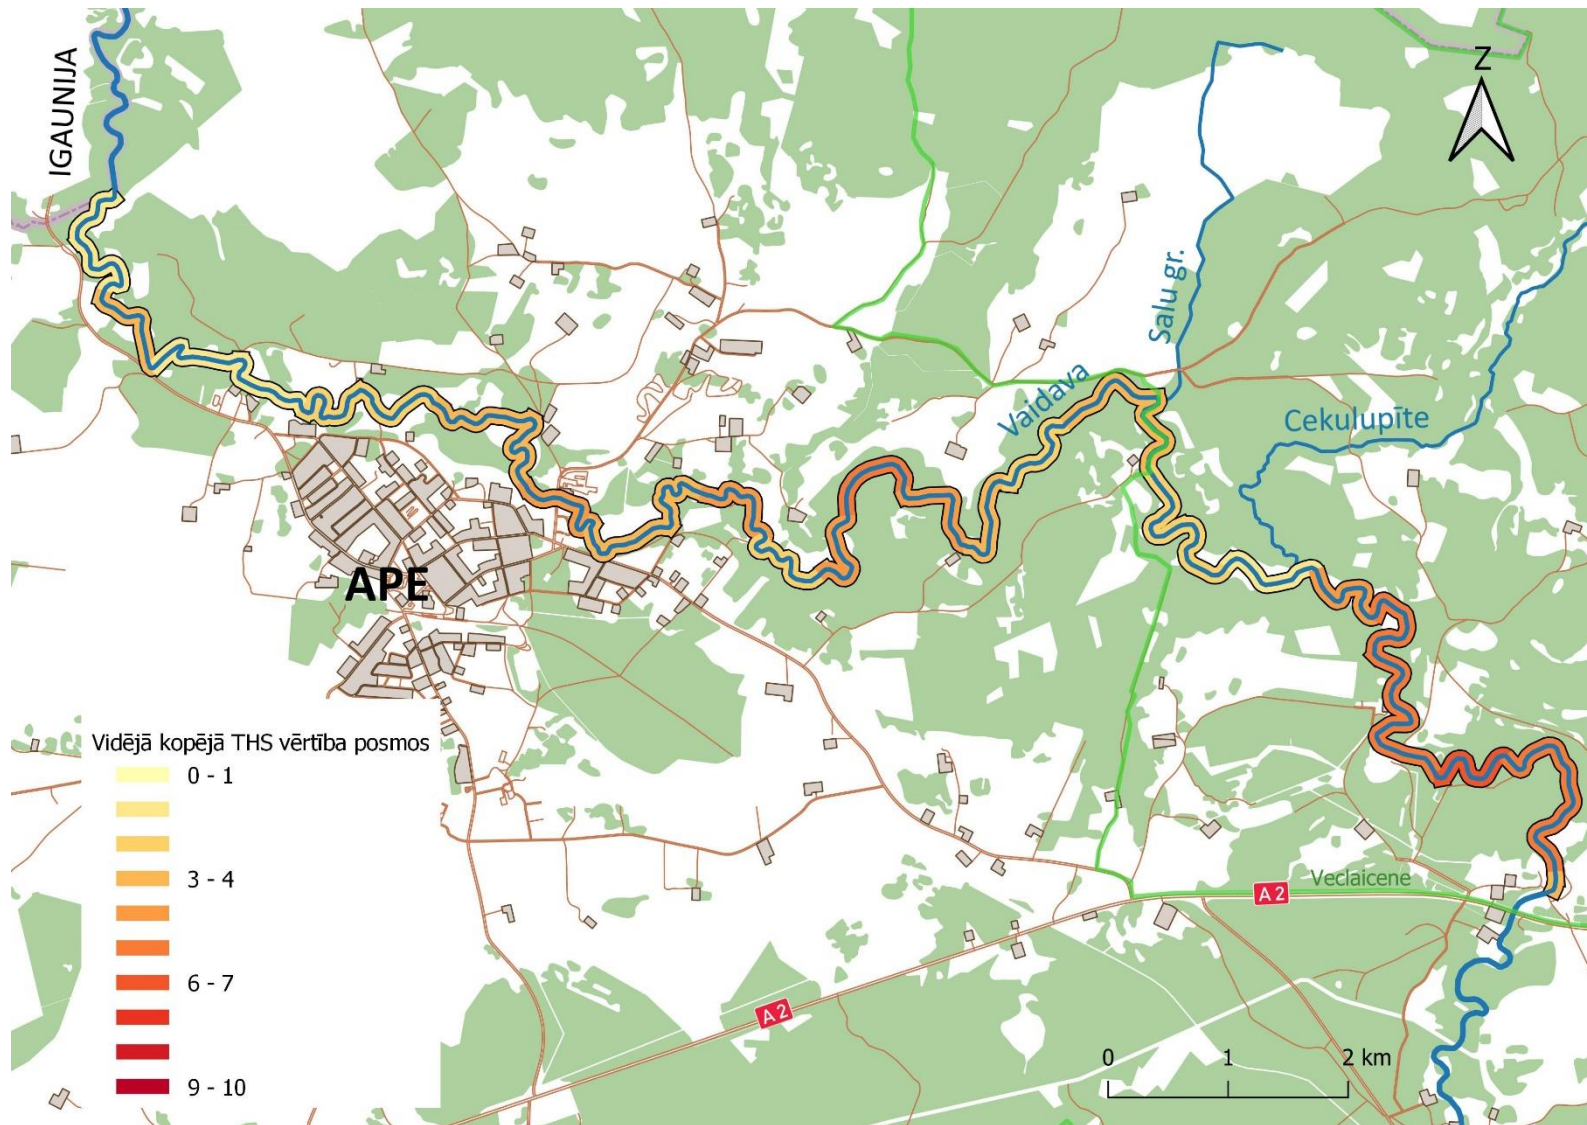 IGAUNIJA
Z
Salu gr.
Vaidava
Cekulupīte
APE
Vidējā kopējā THS vērtība posmos
0 - 1
3 - 4
6 - 7
9 - 10
Veclaicene
A 2
A 2
0 1 2 km